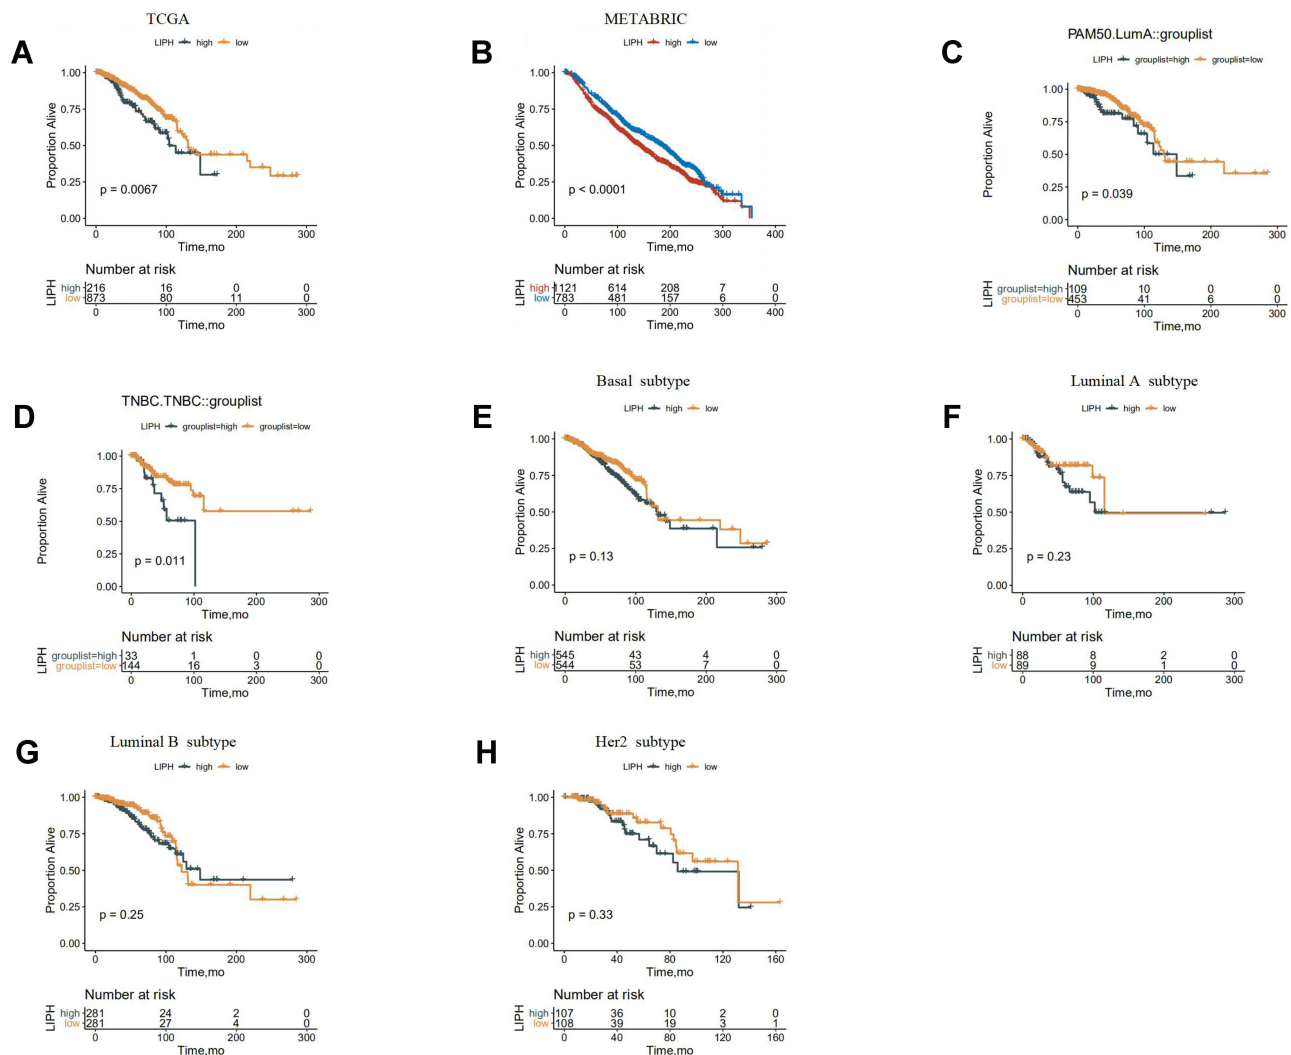 TCGA
A
LIPH high low
Proportion Alive
1.00
0.75
0.50
0.25
0.00
p = 0.0067
0 100 200 300
Time,mo
Number at risk
LIPH
high 216 16 0 0
low 873 80 11 0
0 100 200 300
Time,mo
METABRIC
B
LIPH high low
Proportion Alive
1.00
0.75
0.50
0.25
0.00
p < 0.0001
0 100 200 300 400
Time,mo
Number at risk
LIPH
high 1121 614 208 7 0
low 783 481 157 6 0
0 100 200 300 400
Time,mo
C
PAM50.LumA::grouplist
LIPH grouplist=high grouplist=low
Proportion Alive
1.00
0.75
0.50
0.25
0.00
p = 0.039
0 100 200 300
Time,mo
Number at risk
LIPH
grouplist=high 109 10 0 0
grouplist=low 453 41 6 0
0 100 200 300
Time,mo
D
TNBC.TNBC::grouplist
LIPH grouplist=high grouplist=low
Proportion Alive
1.00
0.75
0.50
0.25
0.00
p = 0.011
0 100 200 300
Time,mo
Number at risk
LIPH
grouplist=high 33 1 0 0
grouplist=low 144 16 3 0
0 100 200 300
Time,mo
Basal subtype
E
LIPH high low
Proportion Alive
1.00
0.75
0.50
0.25
0.00
p = 0.13
0 100 200 300
Time,mo
Number at risk
LIPH
high 545 43 4 0
low 544 53 7 0
0 100 200 300
Time,mo
Luminal A subtype
F
LIPH high low
Proportion Alive
1.00
0.75
0.50
0.25
0.00
p = 0.23
0 100 200 300
Time,mo
Number at risk
LIPH
high 88 8 2 0
low 89 9 1 0
0 100 200 300
Time,mo
Luminal B subtype
G
LIPH high low
Proportion Alive
1.00
0.75
0.50
0.25
0.00
p = 0.25
0 100 200 300
Time,mo
Number at risk
LIPH
high 281 24 2 0
low 281 27 4 0
0 100 200 300
Time,mo
Her2 subtype
H
LIPH high low
Proportion Alive
1.00
0.75
0.50
0.25
0.00
p = 0.33
0 40 80 120 160
Time,mo
Number at risk
LIPH
high 107 36 10 2 0
low 108 39 19 3 1
0 40 80 120 160
Time,mo